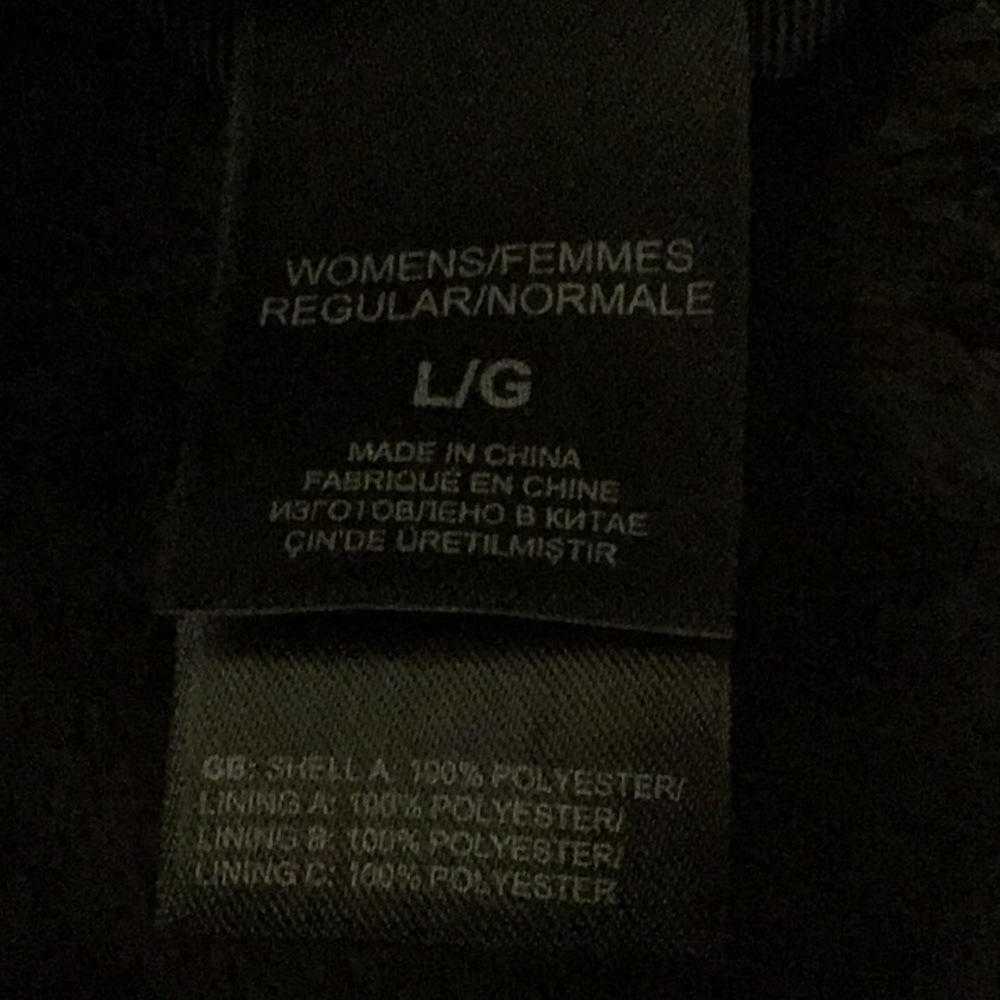 WOMENS/FEMMES
REGULAR/NORMALE
L/G
MADE IN CHINA
FABRIQUÉ EN CHINE
ИЗГОТОВЛЕНО В КИТАЕ
ÇIN'DE ÜRETILMIŞTIR
GB: SHELL A: 100% POLYESTER/
LINING A: 100% POLYESTER/
LINING B: 100% POLYESTER/
LINING C: 100% POLYESTER